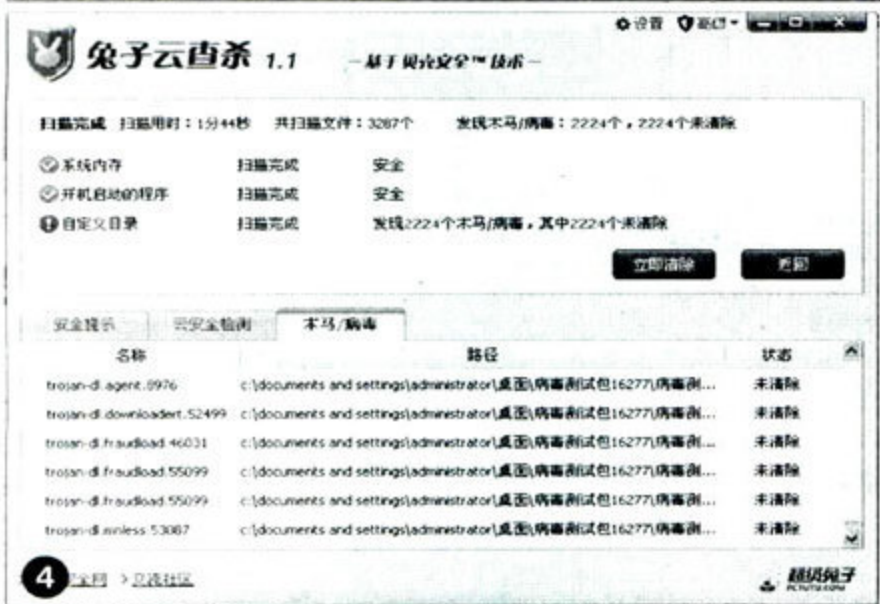 设置
兔子云查杀 1.1 —基于贝壳安全™技术—
扫描完成 扫描用时:1分44秒 共扫描文件:3287个 发现木马/病毒:2224个,2224个未清除
系统内存 扫描完成 安全
开机启动的程序 扫描完成 安全
自定义目录 扫描完成 发现2224个木马/病毒,其中2224个未清除
立即清除 返回
安全提示 云安全检测 木马/病毒
名称 路径 状态
trojan-dl.agent.8976 c:\documents and settings\administrator\桌面\病毒测试包16277\病毒测... 未清除
trojan-dl.downloadert.52499 c:\documents and settings\administrator\桌面\病毒测试包16277\病毒测... 未清除
trojan-dl.fraudload.46031 c:\documents and settings\administrator\桌面\病毒测试包16277\病毒测... 未清除
trojan-dl.fraudload.55099 c:\documents and settings\administrator\桌面\病毒测试包16277\病毒测... 未清除
trojan-dl.fraudload.55099 c:\documents and settings\administrator\桌面\病毒测试包16277\病毒测... 未清除
c:\documents and settings\administrator\桌面\病毒测试包16277\病毒测... 未清除
4 安全网 >交流社区 超级兔子
PCTUTU.COM